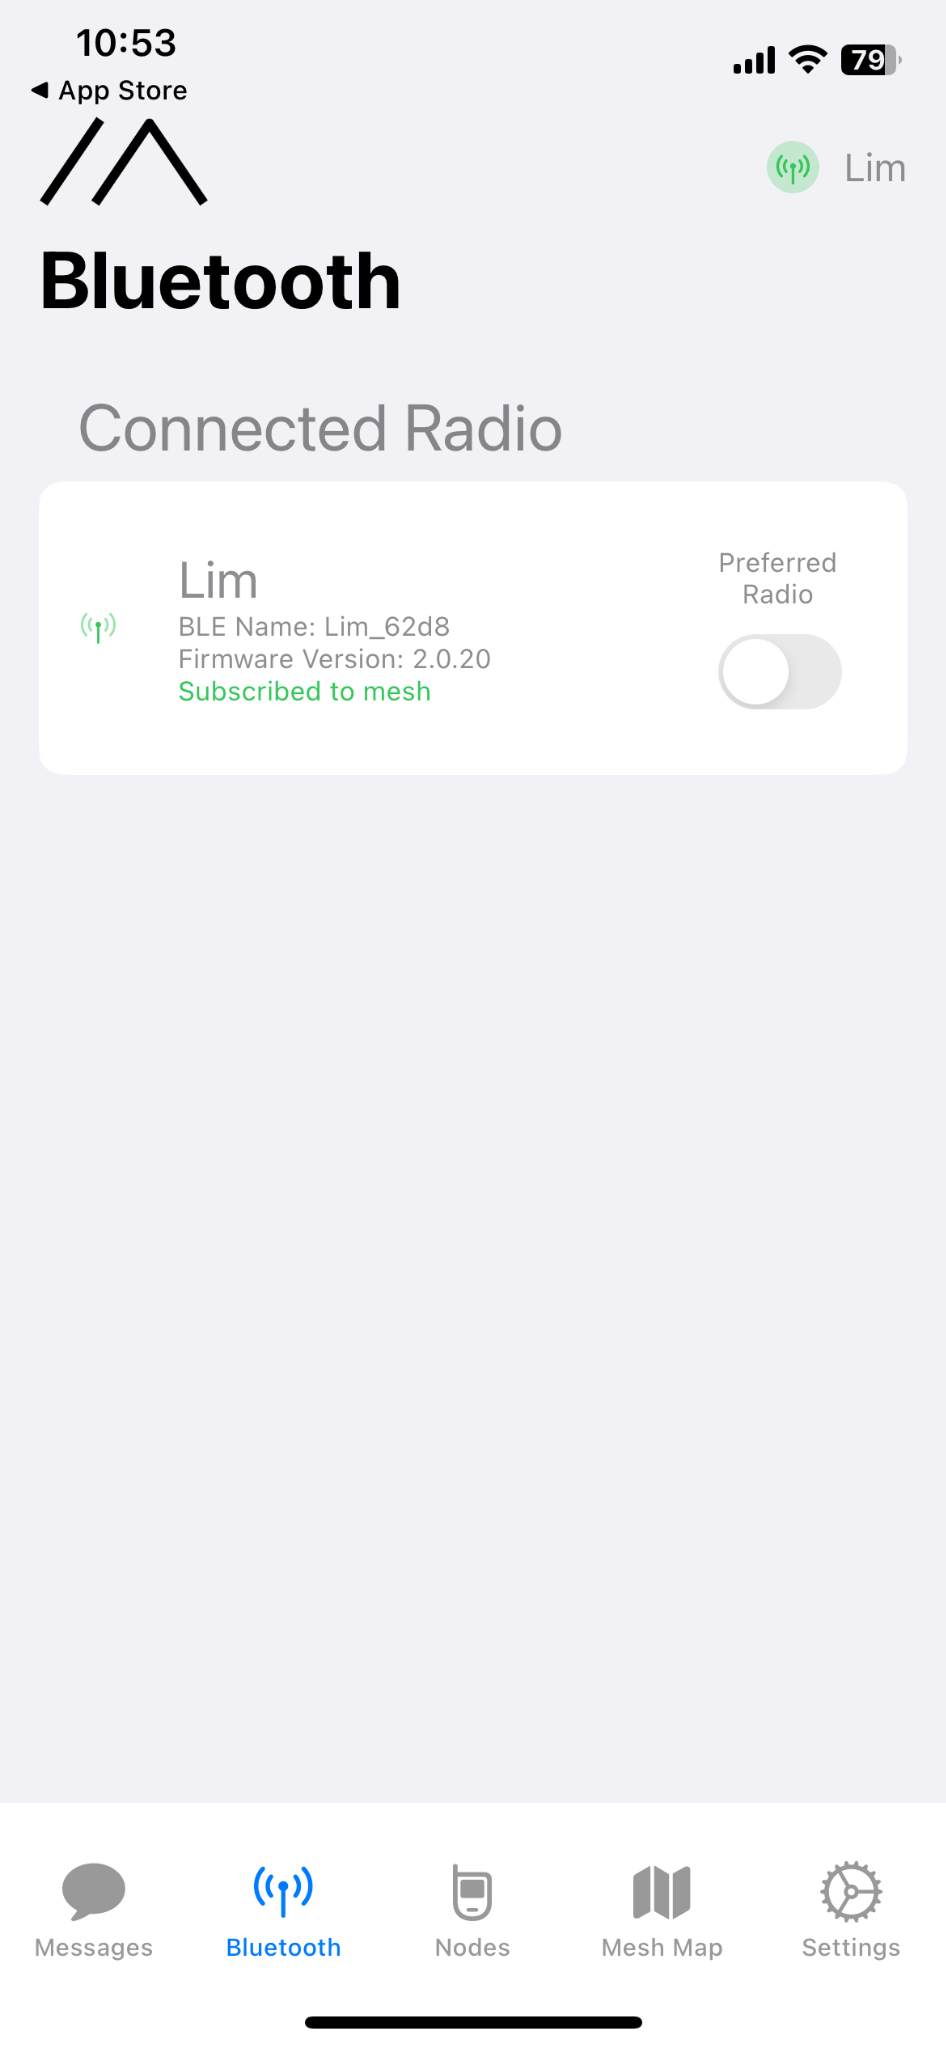 10:53
79
◀ App Store
Lim
Bluetooth
Connected Radio
Lim
BLE Name: Lim_62d8
Firmware Version: 2.0.20
Subscribed to mesh
Preferred
Radio
Messages
Bluetooth
Nodes
Mesh Map
Settings